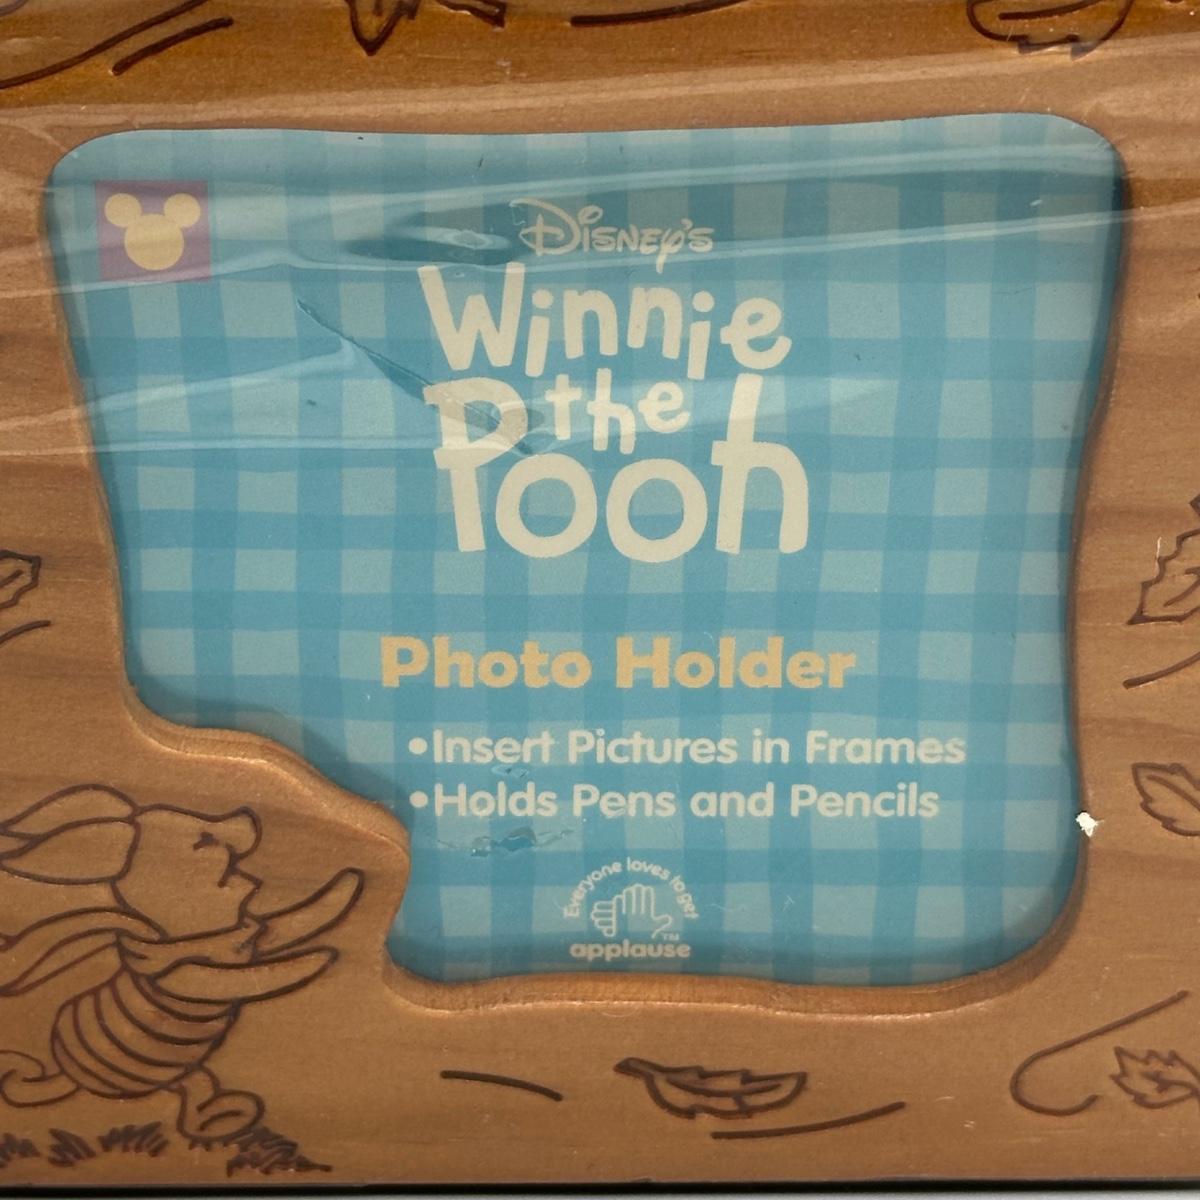 Disney's
Winnie
the
Pooh
Photo Holder
•Insert Pictures in Frames
•Holds Pens and Pencils
Everyone loves to get
TM
applause